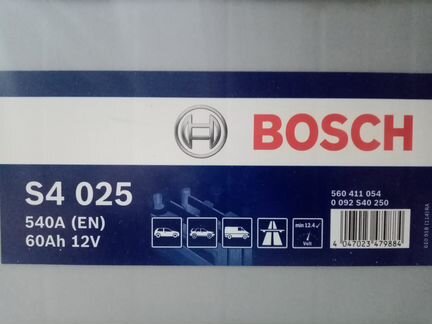 BOSCH
S4 025
540A (EN)
60Ah 12V
560 411 054
0 092 S40 250
min 12.4 ✓
Volt
4 047023 479884